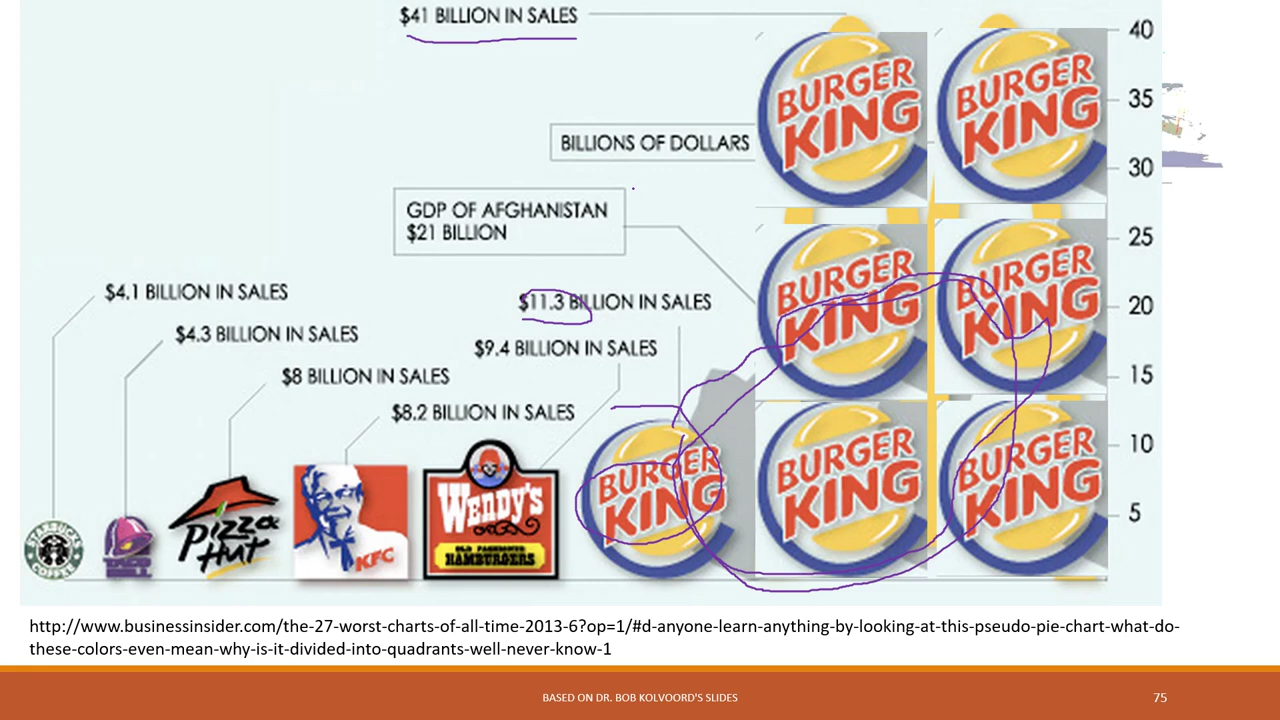 $41 BILLION IN SALES
40
BURGER
KING
BURGER
KING
35
BILLIONS OF DOLLARS
30
GDP OF AFGHANISTAN
$21 BILLION
25
BURGER
KING
BURGER
KING
$4.1 BILLION IN SALES
$11.3 BILLION IN SALES
20
$4.3 BILLION IN SALES
$9.4 BILLION IN SALES
15
$8 BILLION IN SALES
$8.2 BILLION IN SALES
10
STARBUCKS
COFFEE
TACO
BELL
Pizza
Hut
KFC
WENDY'S
OLD FASHIONED
HAMBURGERS
BURGER
KING
BURGER
KING
BURGER
KING
5
http://www.businessinsider.com/the-27-worst-charts-of-all-time-2013-6?op=1/#d-anyone-learn-anything-by-looking-at-this-pseudo-pie-chart-what-do-
these-colors-even-mean-why-is-it-divided-into-quadrants-well-never-know-1
BASED ON DR. BOB KOLVOORD'S SLIDES
75